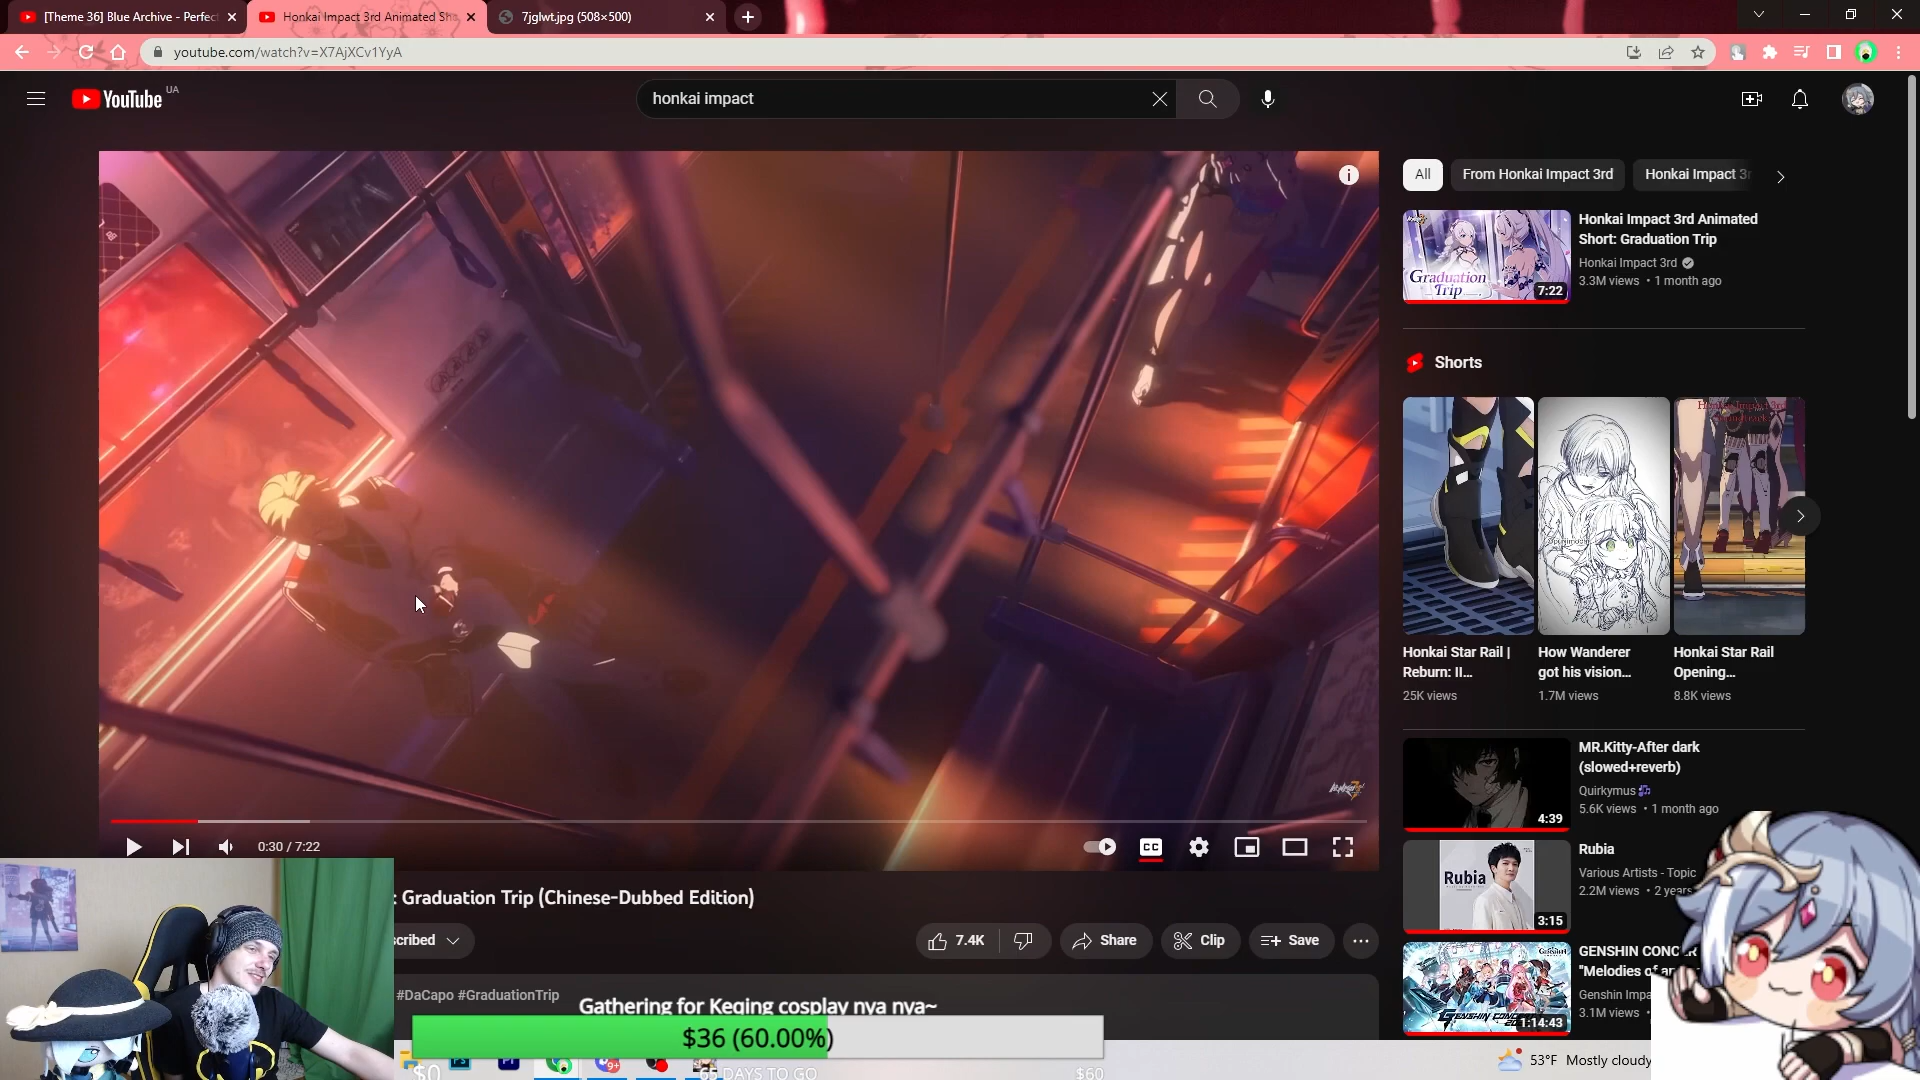 [Theme 36] Blue Archive - Perfec
Honkai Impact 3rd Animated Sho
7jglwt.jpg (508×500)
youtube.com/watch?v=X7AjXCv1YyA
YouTube UA
honkai impact
All
From Honkai Impact 3rd
Honkai Impact 3r
Graduation Trip
7:22
Honkai Impact 3rd Animated
Short: Graduation Trip
Honkai Impact 3rd
3.3M views • 1 month ago
Shorts
Honkai Star Rail |
Reburn: II...
25K views
How Wanderer
got his vision...
1.7M views
Honkai Star Rail
Opening...
8.8K views
4:39
MR.Kitty-After dark
(slowed+reverb)
Quirkymus
5.6K views • 1 month ago
Rubia
3:15
Rubia
Various Artists - Topic
2.2M views • 2 years
1:14:43
GENSHIN CONCER
"Melodies of an
Genshin Impa
3.1M views •
0:30 / 7:22
CC
: Graduation Trip (Chinese-Dubbed Edition)
scribed
7.4K
Share
Clip
Save
#DaCapo #GraduationTrip
Gathering for Keqing cosplay nya nya~
$36 (60.00%)
$0
65 DAYS TO GO
$60
9+
53°F Mostly cloudy